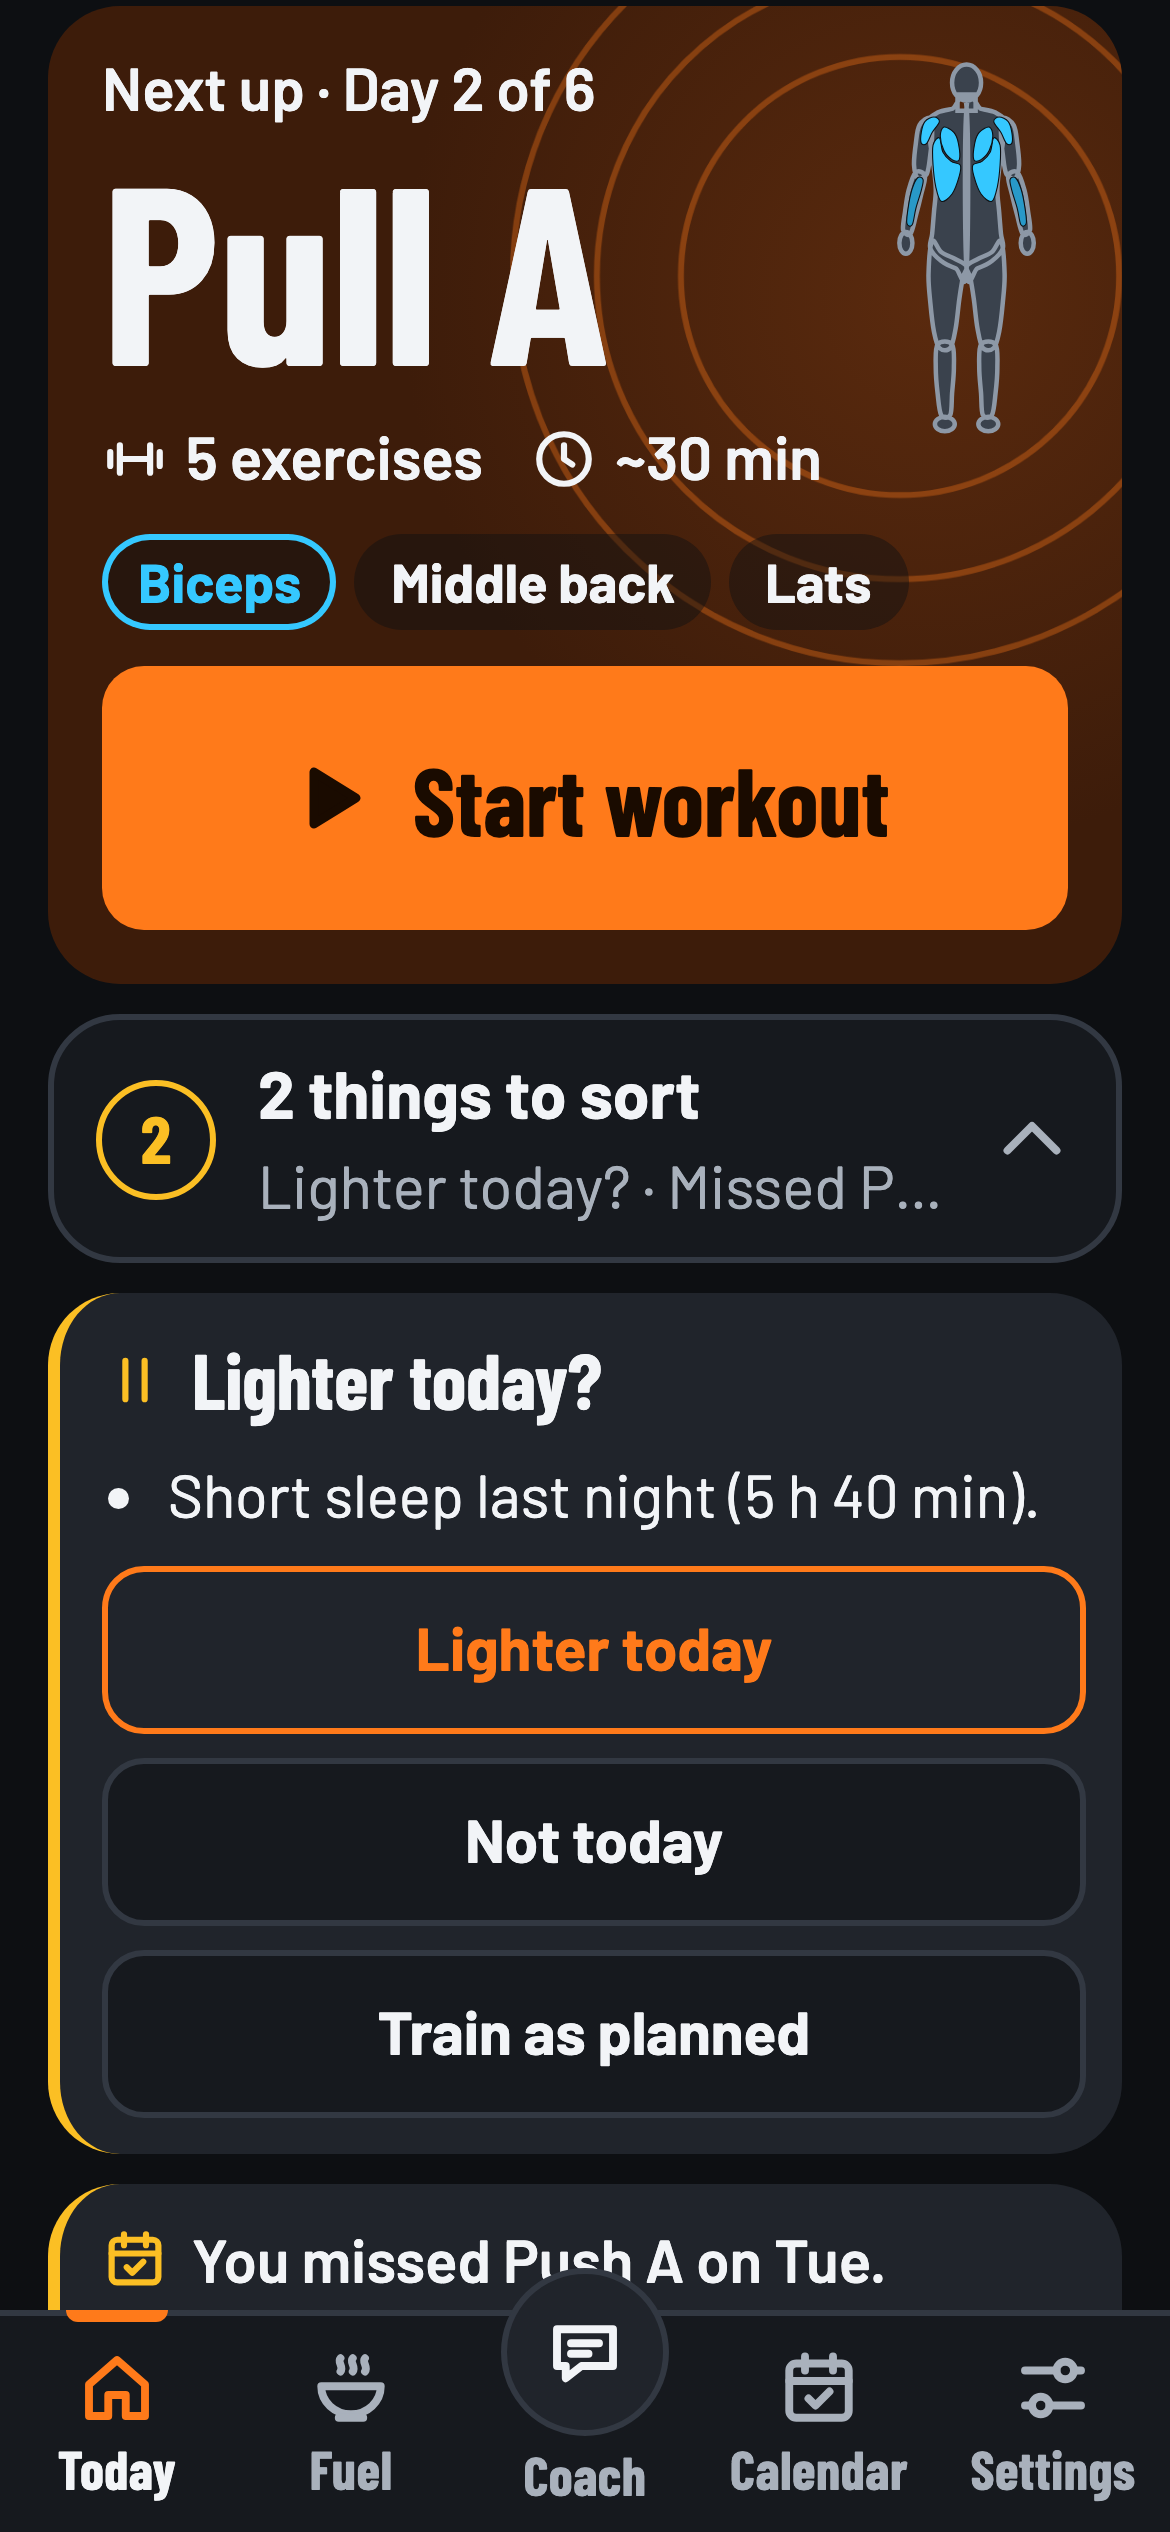 Next up · Day 2 of 6
Pull A
5 exercises ~30 min
Biceps Middle back Lats
Start workout
2
2 things to sort
Lighter today? · Missed P...
Lighter today?
• Short sleep last night (5 h 40 min).
Lighter today
Not today
Train as planned
You missed Push A on Tue.
Today Fuel Coach Calendar Settings